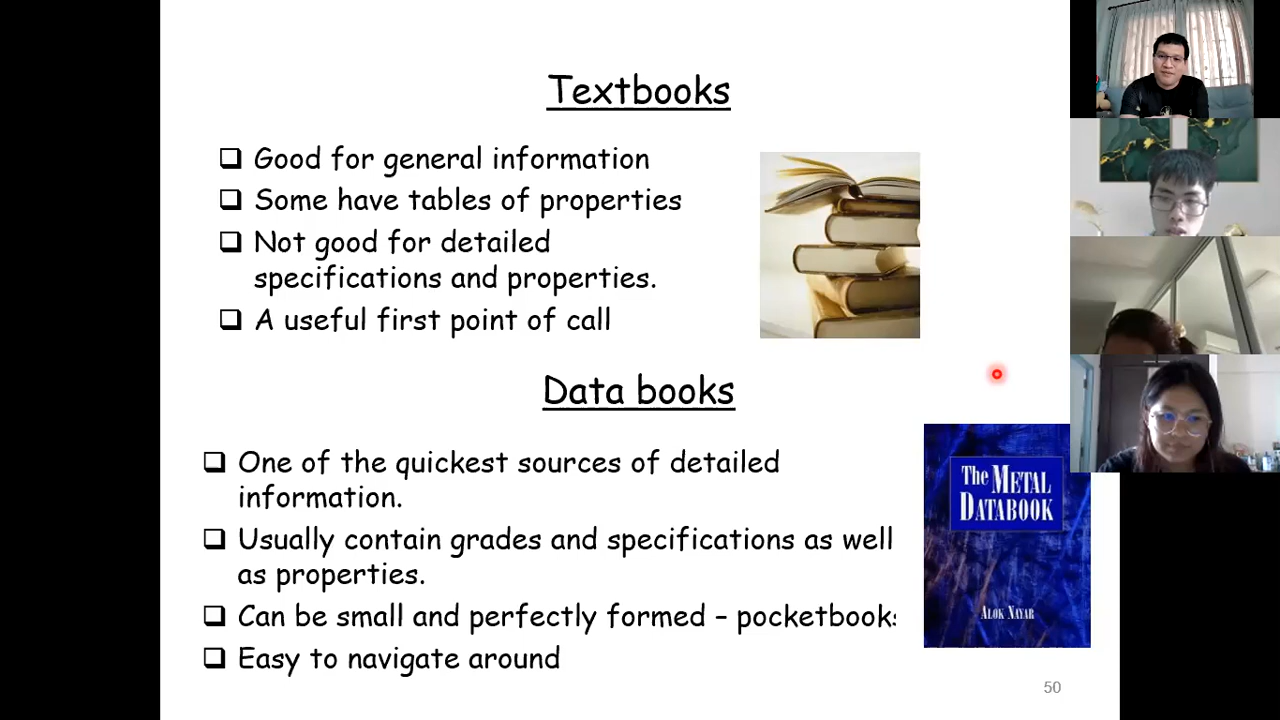 Textbooks
Good for general information
Some have tables of properties
Not good for detailed
specifications and properties.
A useful first point of call
Data books
One of the quickest sources of detailed
information.
Usually contain grades and specifications as well
as properties.
Can be small and perfectly formed – pocketbooks
Easy to navigate around
The METAL
DATABOOK
ALOK NAYAR
50